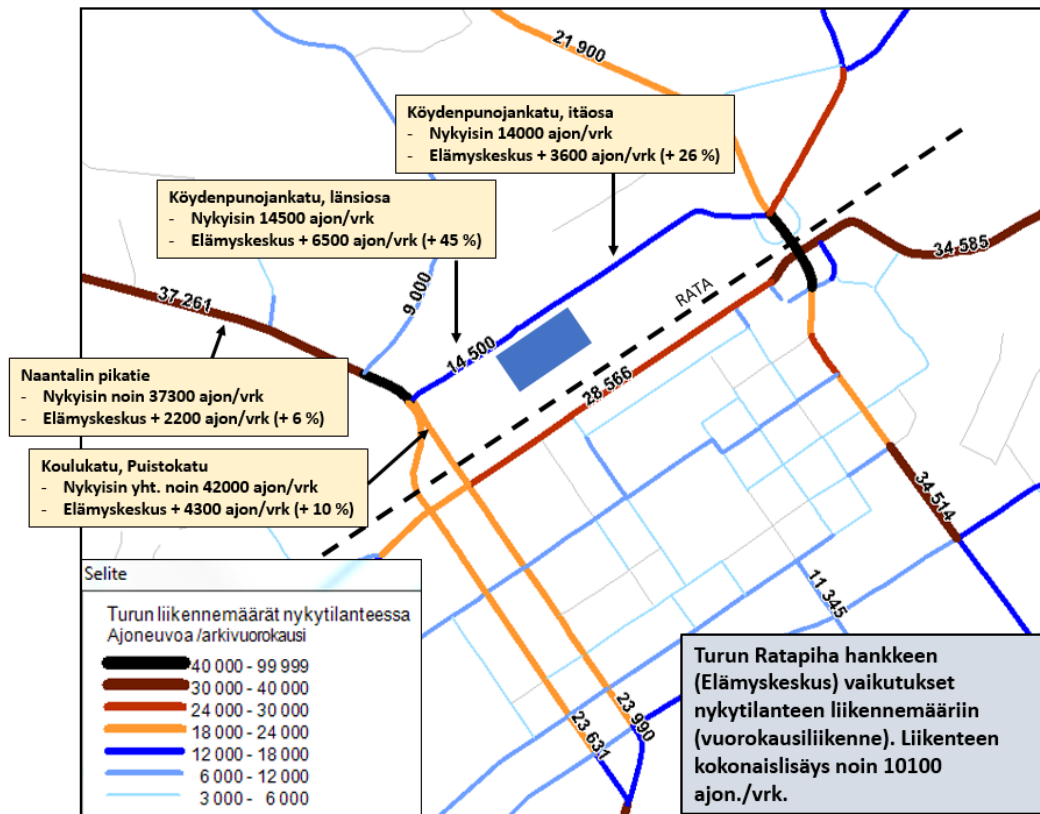 21 900
Köydenpunojankatu, itäosa
- Nykyisin 14000 ajon/vrk
- Elämyskeskus + 3600 ajon/vrk (+ 26 %)
Köydenpunojankatu, länsiosa
- Nykyisin 14500 ajon/vrk
- Elämyskeskus + 6500 ajon/vrk (+ 45 %)
34 585
RATA
37 261
9 000
14 500
28 566
Naantalin pikatie
- Nykyisin noin 37300 ajon/vrk
- Elämyskeskus + 2200 ajon/vrk (+ 6 %)
Koulukatu, Puistokatu
- Nykyisin yht. noin 42000 ajon/vrk
- Elämyskeskus + 4300 ajon/vrk (+ 10 %)
34 514
11 345
23 990
23 631
Selite
Turun liikennemäärät nykytilanteessa
Ajoneuvoa /arkivuorokausi
40 000 - 99 999
30 000 - 40 000
24 000 - 30 000
18 000 - 24 000
12 000 - 18 000
6 000 - 12 000
3 000 - 6 000
Turun Ratapiha hankkeen
(Elämyskeskus) vaikutukset
nykytilanteen liikennemääriin
(vuorokausiliikenne). Liikenteen
kokonaislisäys noin 10100
ajon./vrk.